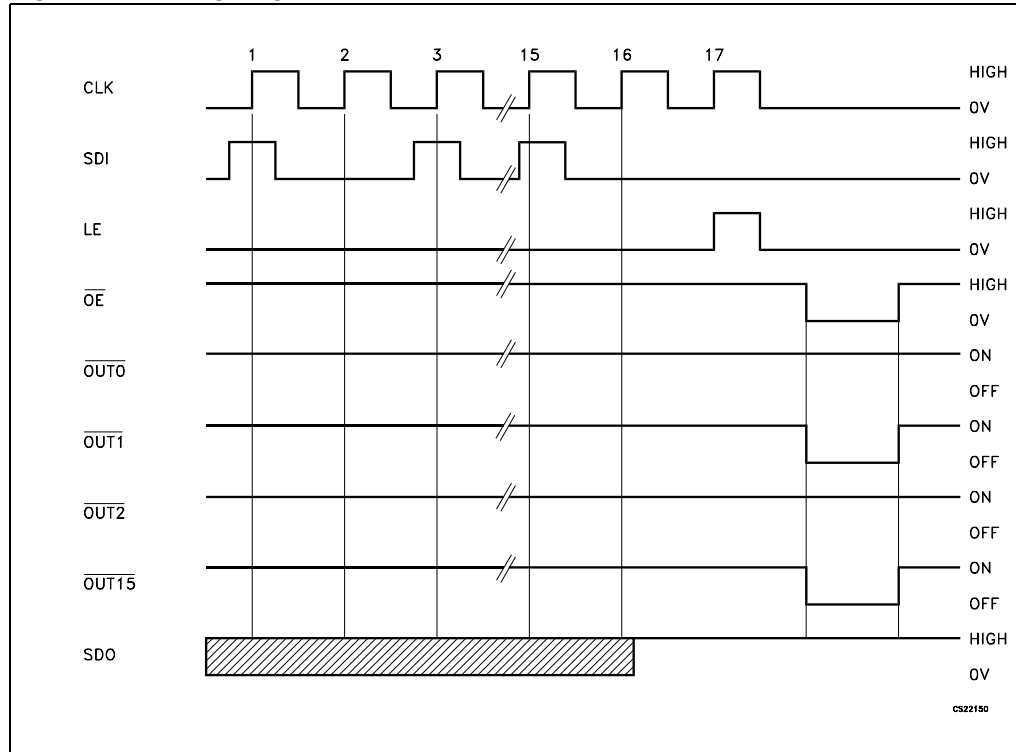 1 2 3 15 16 17
CLK HIGH
0V
SDI HIGH
0V
LE HIGH
0V
OE HIGH
0V
OUT0 ON
OFF
OUT1 ON
OFF
OUT2 ON
OFF
OUT15 ON
OFF
SDO HIGH
0V
CS22150